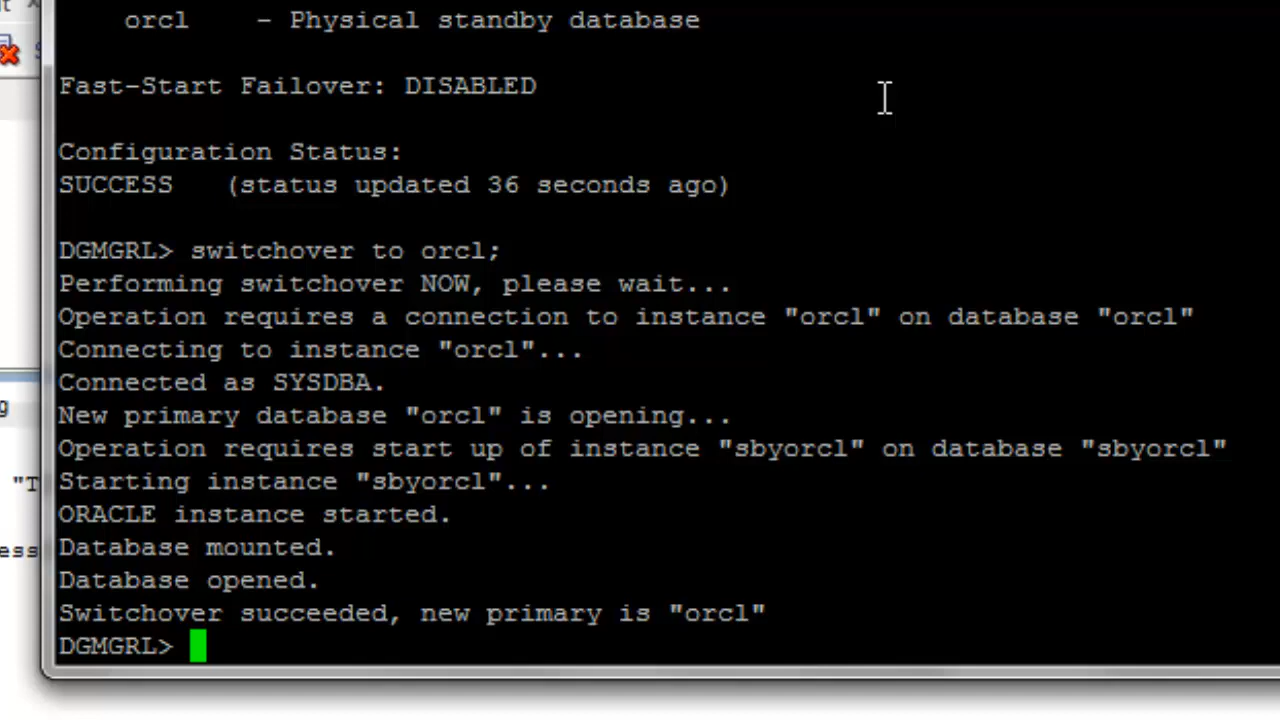 orcl    - Physical standby database
Fast-Start Failover: DISABLED
Configuration Status:
SUCCESS   (status updated 36 seconds ago)
DGMGRL> switchover to orcl;
Performing switchover NOW, please wait...
Operation requires a connection to instance "orcl" on database "orcl"
Connecting to instance "orcl"...
Connected as SYSDBA.
New primary database "orcl" is opening...
Operation requires start up of instance "sbyorcl" on database "sbyorcl"
Starting instance "sbyorcl"...
ORACLE instance started.
Database mounted.
Database opened.
Switchover succeeded, new primary is "orcl"
DGMGRL>